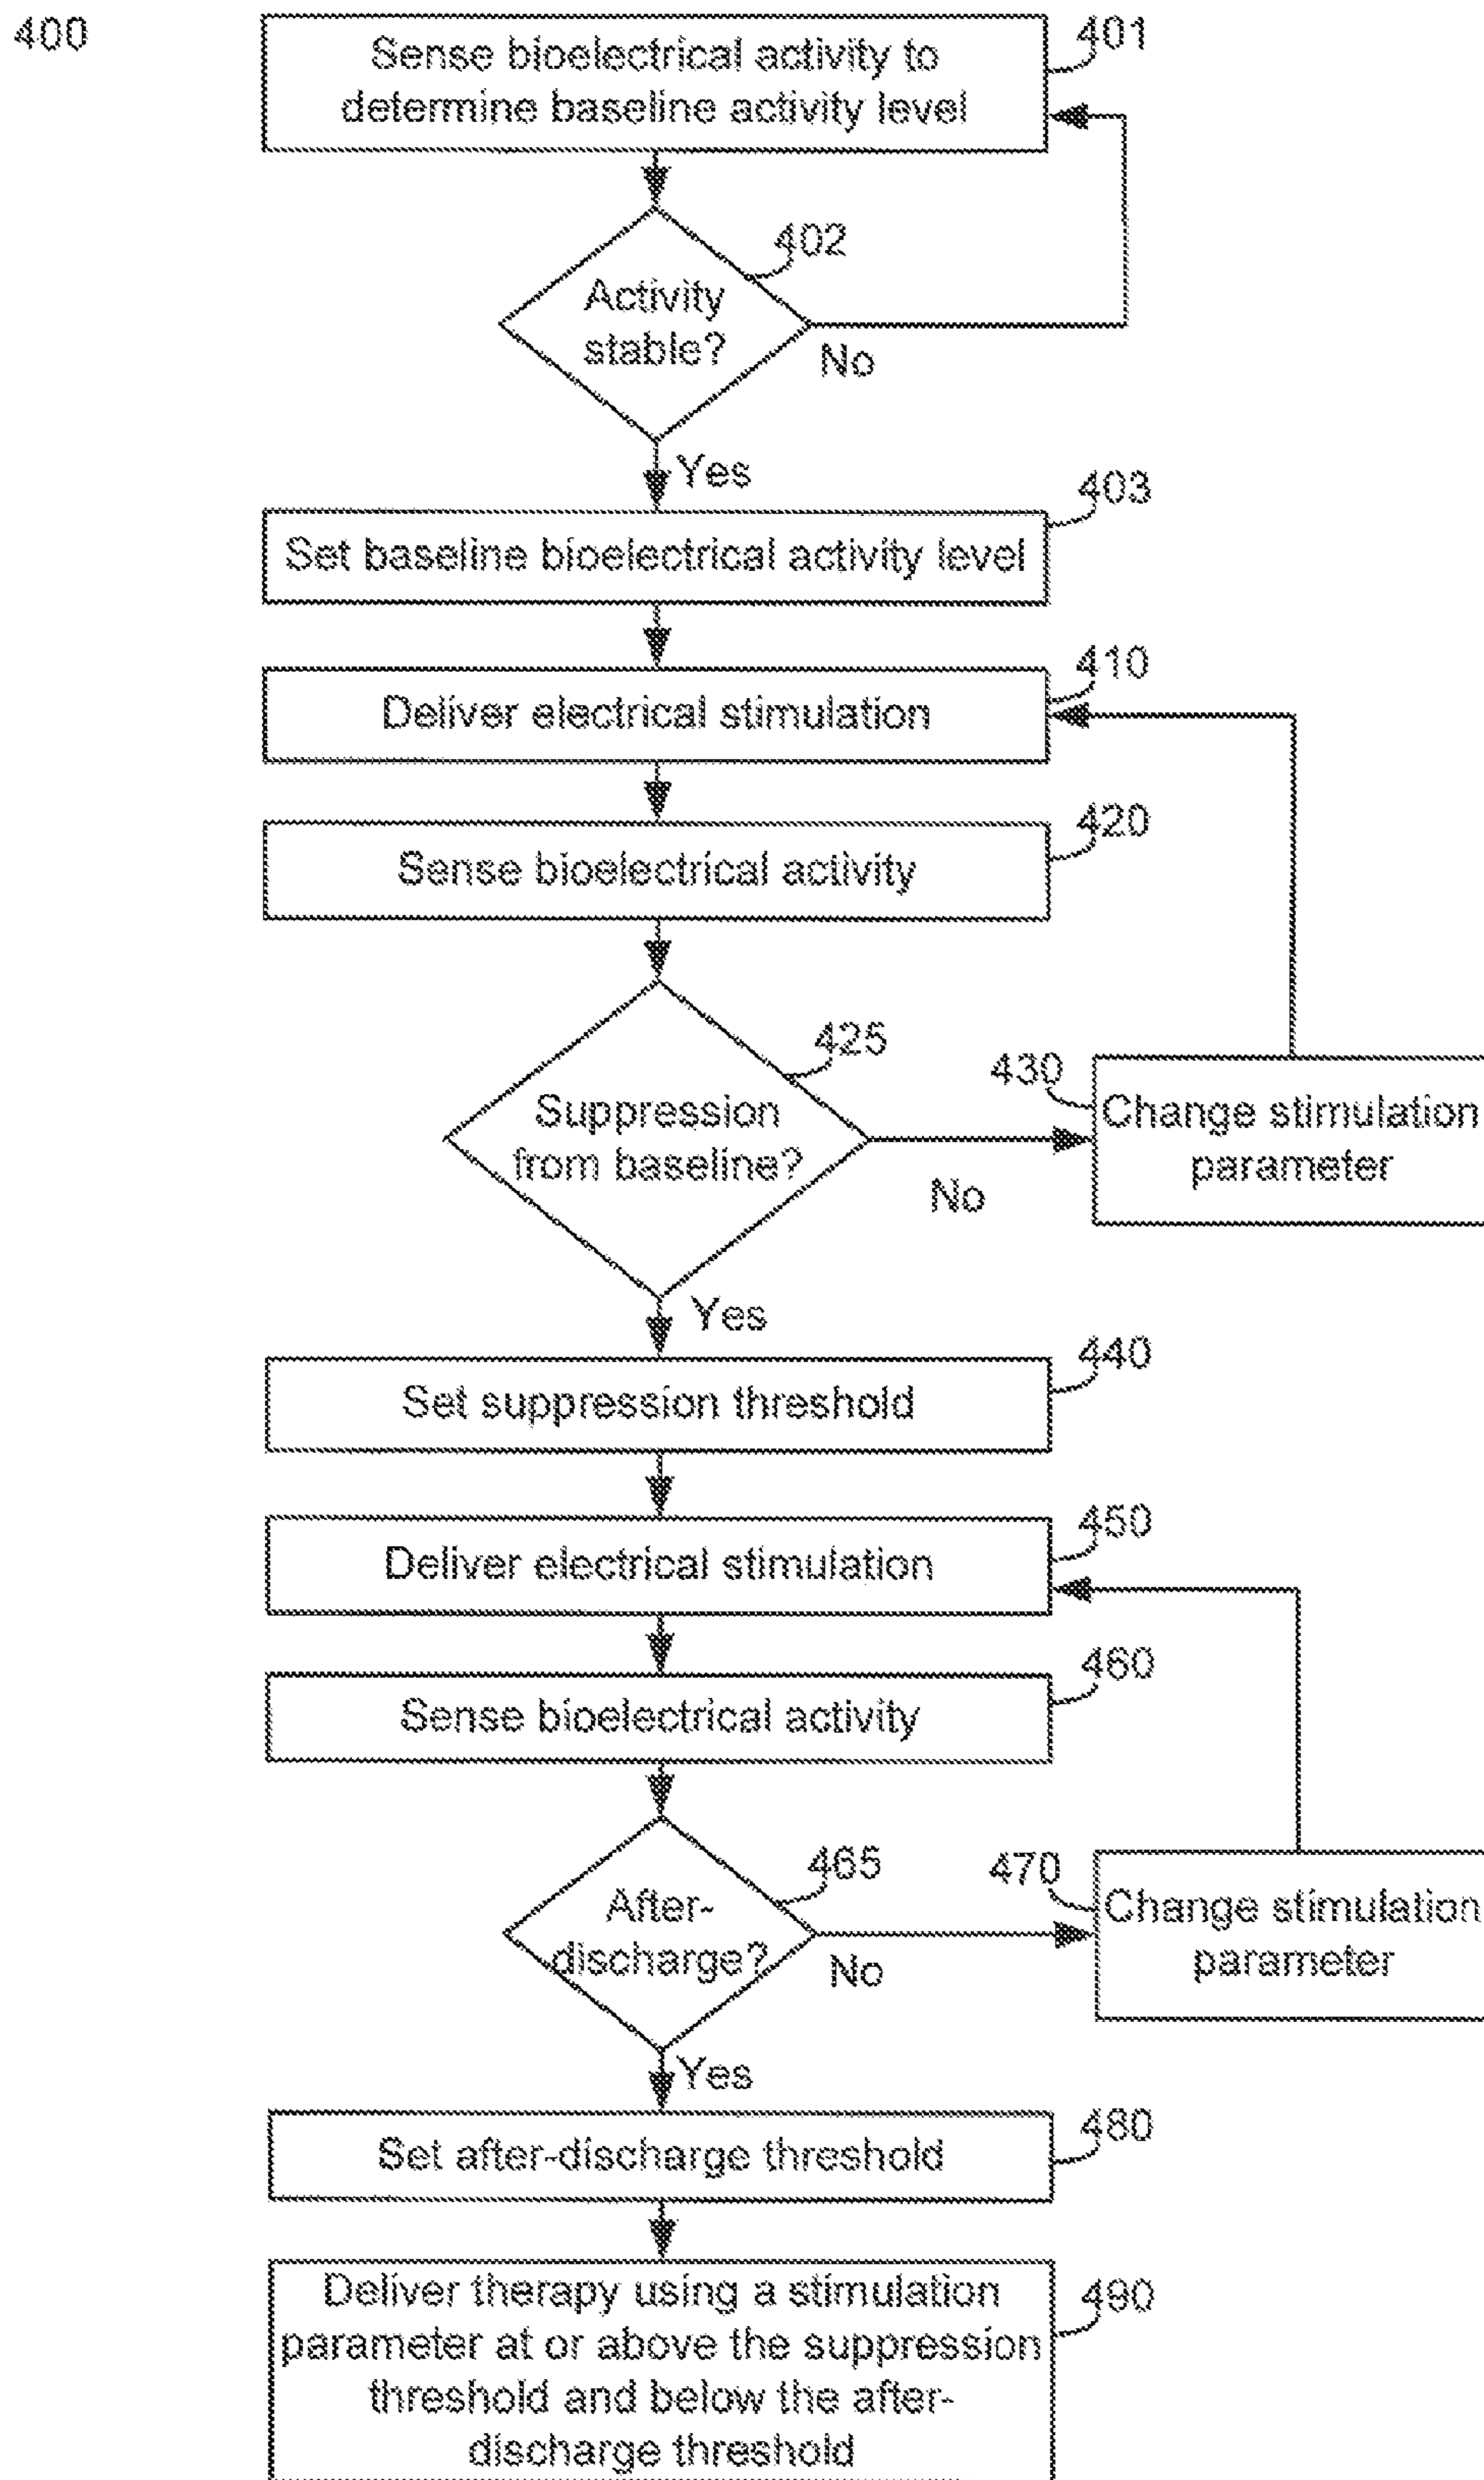 400
Sense bioelectrical activity to
determine baseline activity level
401
Activity
stable?
402
No
Yes
403
Set baseline bioelectrical activity level
410
Deliver electrical stimulation
420
Sense bioelectrical activity
425
Suppression
from baseline?
No
430
Change stimulation
parameter
Yes
440
Set suppression threshold
450
Deliver electrical stimulation
460
Sense bioelectrical activity
465
After-
discharge?
No
470
Change stimulation
parameter
Yes
480
Set after-discharge threshold
490
Deliver therapy using a stimulation
parameter at or above the suppression
threshold and below the after-
discharge threshold